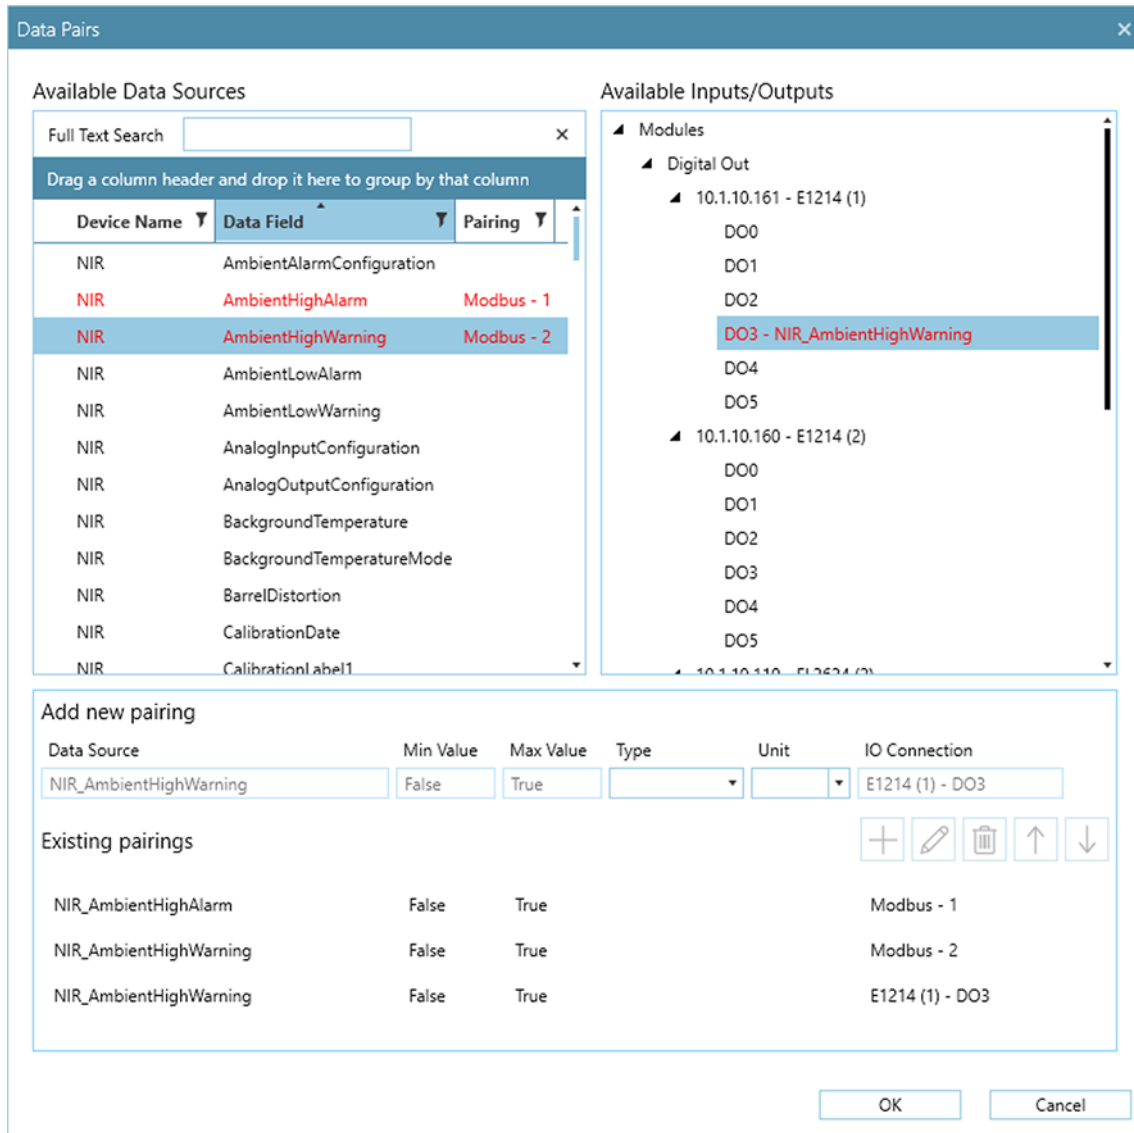 Data Pairs
Available Data Sources
Full Text Search
Drag a column header and drop it here to group by that column
Device Name Data Field Pairing
NIR AmbientAlarmConfiguration
NIR AmbientHighAlarm Modbus - 1
NIR AmbientHighWarning Modbus - 2
NIR AmbientLowAlarm
NIR AmbientLowWarning
NIR AnalogInputConfiguration
NIR AnalogOutputConfiguration
NIR BackgroundTemperature
NIR BackgroundTemperatureMode
NIR BarrelDistortion
NIR CalibrationDate
NIR CalibrationLabel1
Available Inputs/Outputs
Modules
Digital Out
10.1.10.161 - E1214 (1)
DO0
DO1
DO2
DO3 - NIR_AmbientHighWarning
DO4
DO5
10.1.10.160 - E1214 (2)
DO0
DO1
DO2
DO3
DO4
DO5
Add new pairing
Data Source Min Value Max Value Type Unit IO Connection
NIR_AmbientHighWarning False True E1214 (1) - DO3
Existing pairings
NIR_AmbientHighAlarm False True Modbus - 1
NIR_AmbientHighWarning False True Modbus - 2
NIR_AmbientHighWarning False True E1214 (1) - DO3
OK Cancel